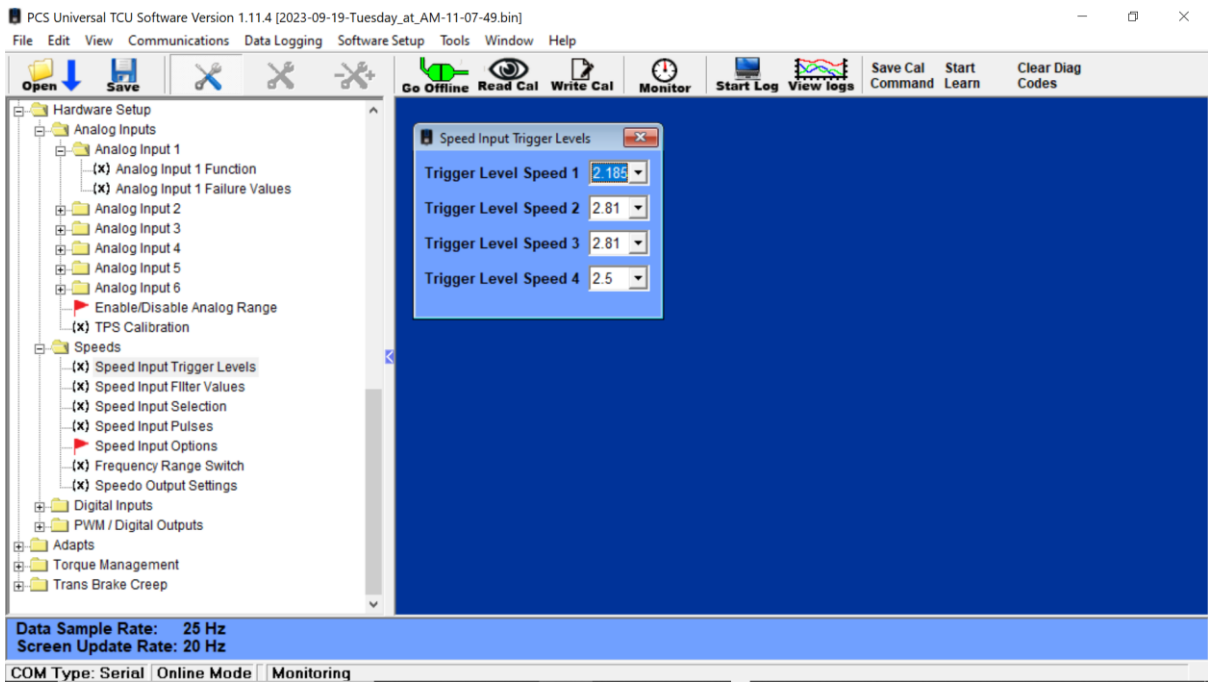 PCS Universal TCU Software Version 1.11.4 [2023-09-19-Tuesday_at_AM-11-07-49.bin]
File Edit View Communications Data Logging Software Setup Tools Window Help
Open Save Go Offline Read Cal Write Cal Monitor Start Log View logs Save Cal Command Start Learn Clear Diag Codes
Hardware Setup
Analog Inputs
Analog Input 1
(x) Analog Input 1 Function
(x) Analog Input 1 Failure Values
Analog Input 2
Analog Input 3
Analog Input 4
Analog Input 5
Analog Input 6
Enable/Disable Analog Range
(x) TPS Calibration
Speeds
(x) Speed Input Trigger Levels
(x) Speed Input FIlter Values
(x) Speed Input Selection
(x) Speed Input Pulses
Speed Input Options
(x) Frequency Range Switch
(x) Speedo Output Settings
Digital Inputs
PWM / Digital Outputs
Adapts
Torque Management
Trans Brake Creep
Speed Input Trigger Levels
Trigger Level Speed 1 2.185
Trigger Level Speed 2 2.81
Trigger Level Speed 3 2.81
Trigger Level Speed 4 2.5
Data Sample Rate: 25 Hz
Screen Update Rate: 20 Hz
COM Type: Serial Online Mode Monitoring